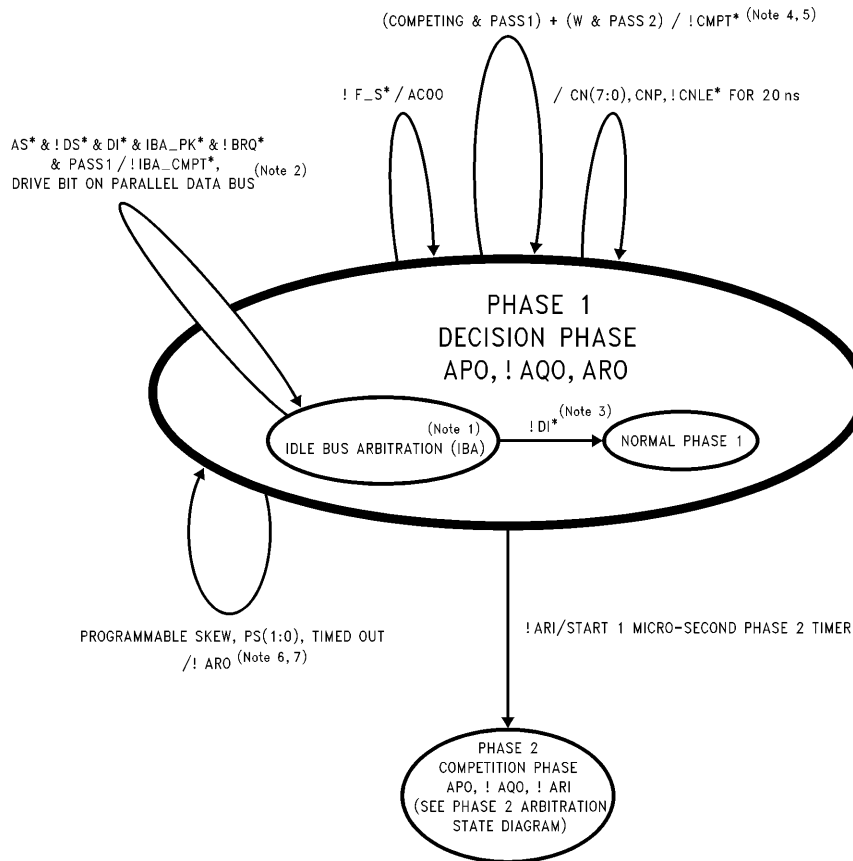 (COMPETING & PASS1) + (W & PASS2) / !CMPT* (Note 4,5)
! F_S* / ACOO
/ CN(7:0), CNP, !CNLE* FOR 20 ns
AS* & !DS* & DI* & IBA_PK* & !BRQ*
& PASS1 / !IBA_CMPT*,
DRIVE BIT ON PARALLEL DATA BUS (Note 2)
PHASE 1
DECISION PHASE
APO, ! AQO, ARO
(Note 1)
IDLE BUS ARBITRATION (IBA)
!DI* (Note 3)
NORMAL PHASE 1
PROGRAMMABLE SKEW, PS(1:0), TIMED OUT
/! ARO (Note 6,7)
!ARI/START 1 MICRO-SECOND PHASE 2 TIMER
PHASE 2
COMPETITION PHASE
APO, ! AQO, ! ARI
(SEE PHASE 2 ARBITRATION
STATE DIAGRAM)